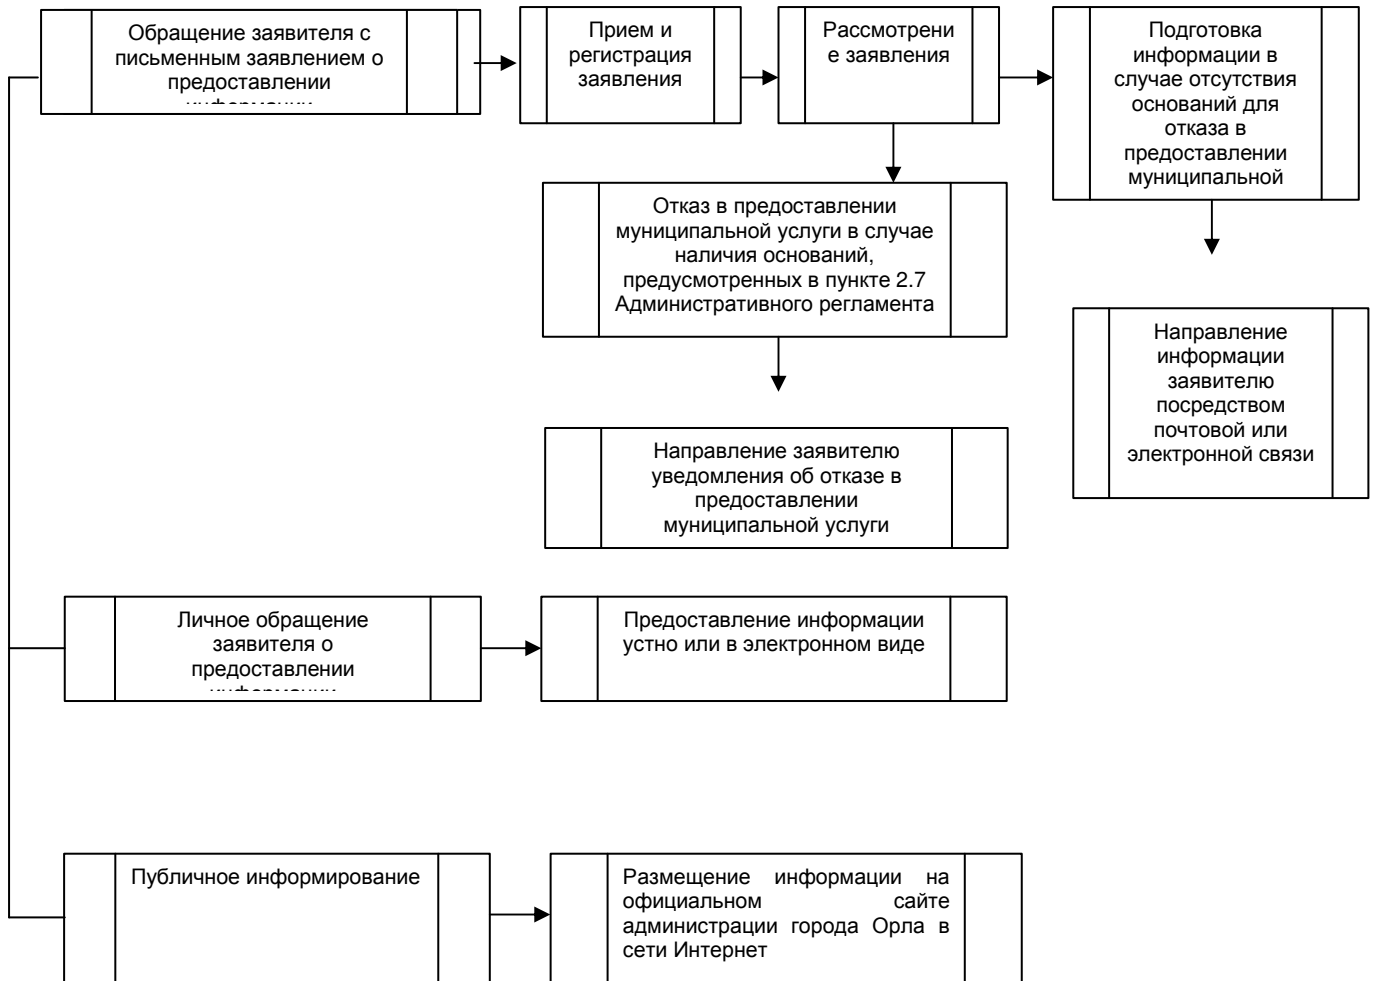 Обращение заявителя с
письменным заявлением о
предоставлении
Прием и
регистрация
заявления
Рассмотрени
е заявления
Подготовка
информации в
случае отсутствия
оснований для
отказа в
предоставлении
муниципальной
Отказ в предоставлении
муниципальной услуги в случае
наличия оснований,
предусмотренных в пункте 2.7
Административного регламента
Направление
информации
заявителю
посредством
почтовой или
электронной связи
Направление заявителю
уведомления об отказе в
предоставлении
муниципальной услуги
Личное обращение
заявителя о
предоставлении
Предоставление информации
устно или в электронном виде
Публичное информирование
Размещение информации на
официальном сайте
администрации города Орла в
сети Интернет